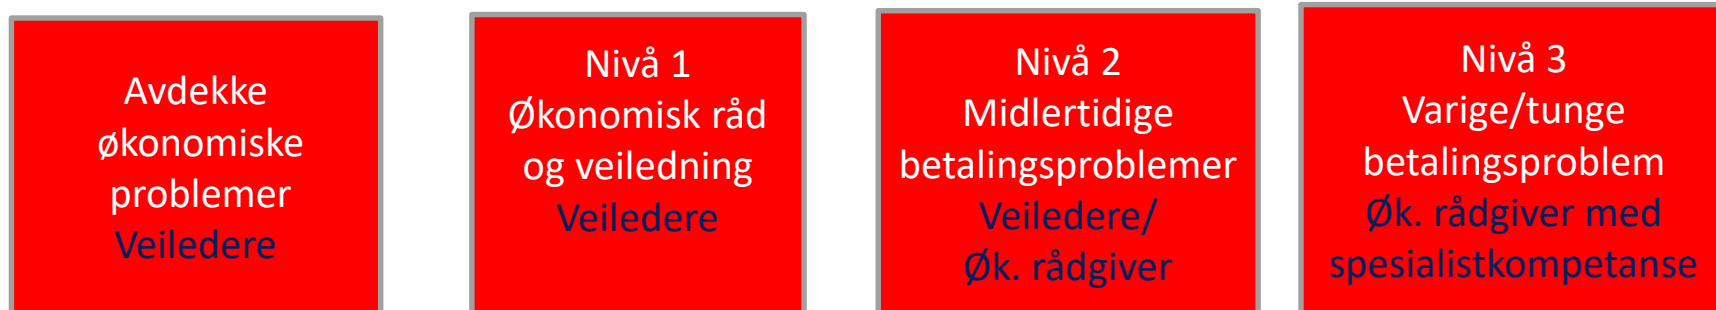 Avdekke
økonomiske
problemer
Veiledere
Nivå 1
Økonomisk råd
og veiledning
Veiledere
Nivå 2
Midlertidige
betalingsproblemer
Veiledere/
Øk. rådgiver
Nivå 3
Varige/tunge
betalingsproblem
Øk. rådgiver med
spesialistkompetanse